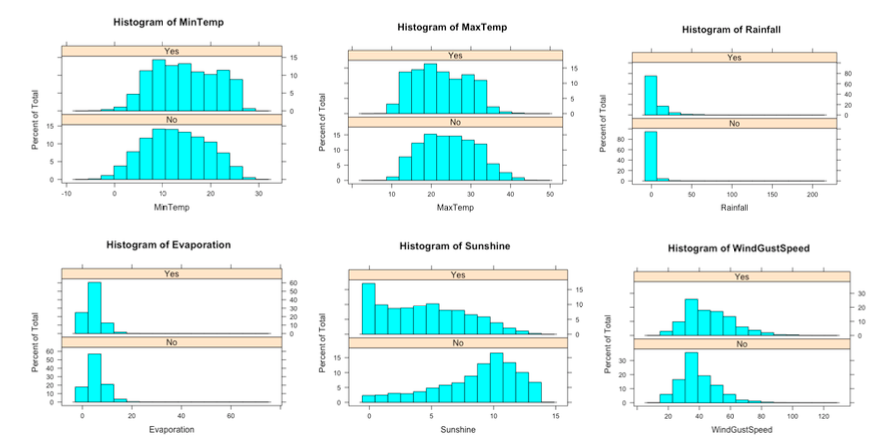 Histogram of MinTemp
Yes
15
10
5
No
15
10
5
0
Percent of Total
-10 0 10 20 30
MinTemp
Histogram of MaxTemp
Yes
15
10
5
0
No
15
10
5
0
Percent of Total
10 20 30 40 50
MaxTemp
Histogram of Rainfall
Yes
80
60
40
20
0
No
80
60
40
20
0
Percent of Total
0 50 100 150 200
Rainfall
Histogram of Evaporation
Yes
60
50
40
30
20
10
0
No
60
50
40
30
20
10
0
Percent of Total
0 20 40 60
Evaporation
Histogram of Sunshine
Yes
15
10
5
0
No
15
10
5
0
Percent of Total
0 5 10 15
Sunshine
Histogram of WindGustSpeed
Yes
30
20
10
0
No
30
20
10
0
Percent of Total
20 40 60 80 100 120
WindGustSpeed